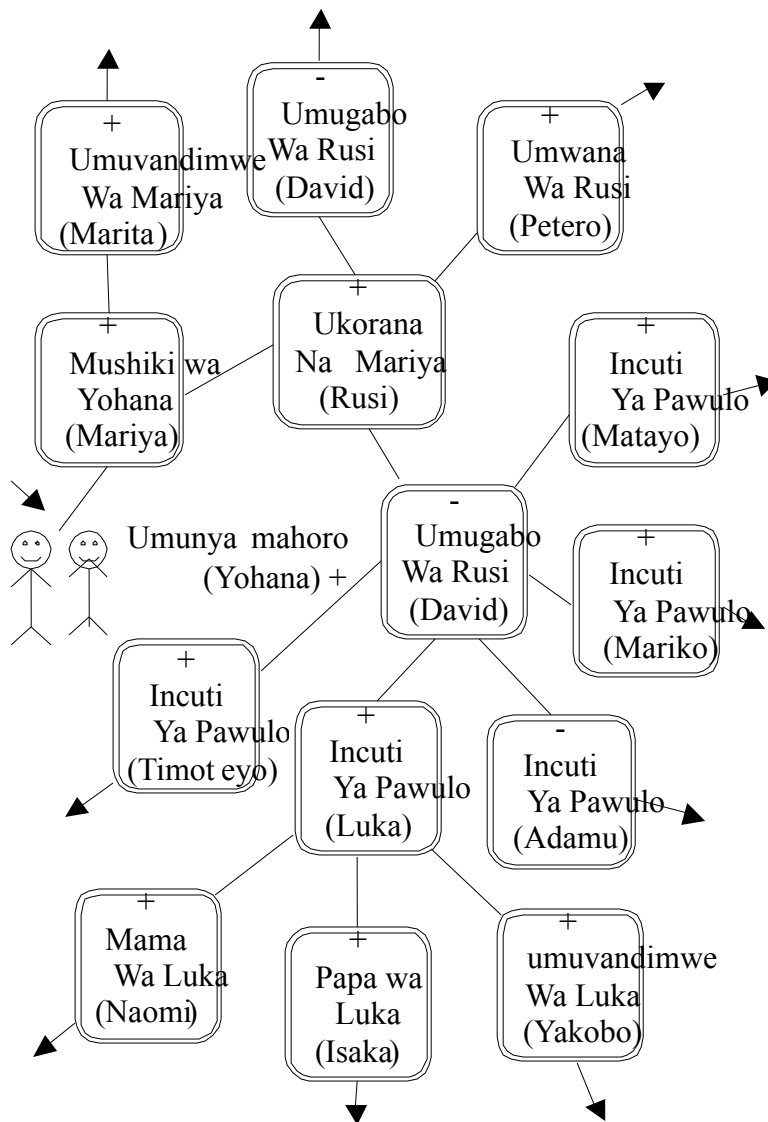 -
Umugabo
Wa Rusi
(David)
+
Umuvandimwe
Wa Mariya
(Marita)
+
Umwana
Wa Rusi
(Petero)
+
Mushiki wa
Yohana
(Mariya)
+
Ukorana
Na Mariya
(Rusi)
+
Incuti
Ya Pawulo
(Matayo)
Umunya mahoro
(Yohana) +
-
Umugabo
Wa Rusi
(David)
+
Incuti
Ya Pawulo
(Mariko)
+
Incuti
Ya Pawulo
(Timot eyo)
+
Incuti
Ya Pawulo
(Luka)
-
Incuti
Ya Pawulo
(Adamu)
+
Mama
Wa Luka
(Naomi)
+
Papa wa
Luka
(Isaka)
+
umuvandimwe
Wa Luka
(Yakobo)